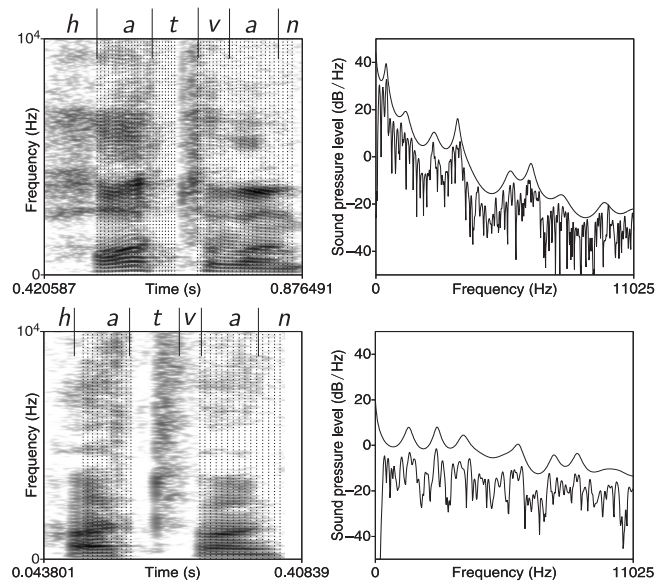 h a t v a n
10⁴
Frequency (Hz)
0
0.420587
Time (s)
0.876491
40
20
0
−20
−40
Sound pressure level (dB / Hz)
0
Frequency (Hz)
11025
h a t v a n
10⁴
Frequency (Hz)
0
0.043801
Time (s)
0.40839
40
20
0
−20
−40
Sound pressure level (dB / Hz)
0
Frequency (Hz)
11025